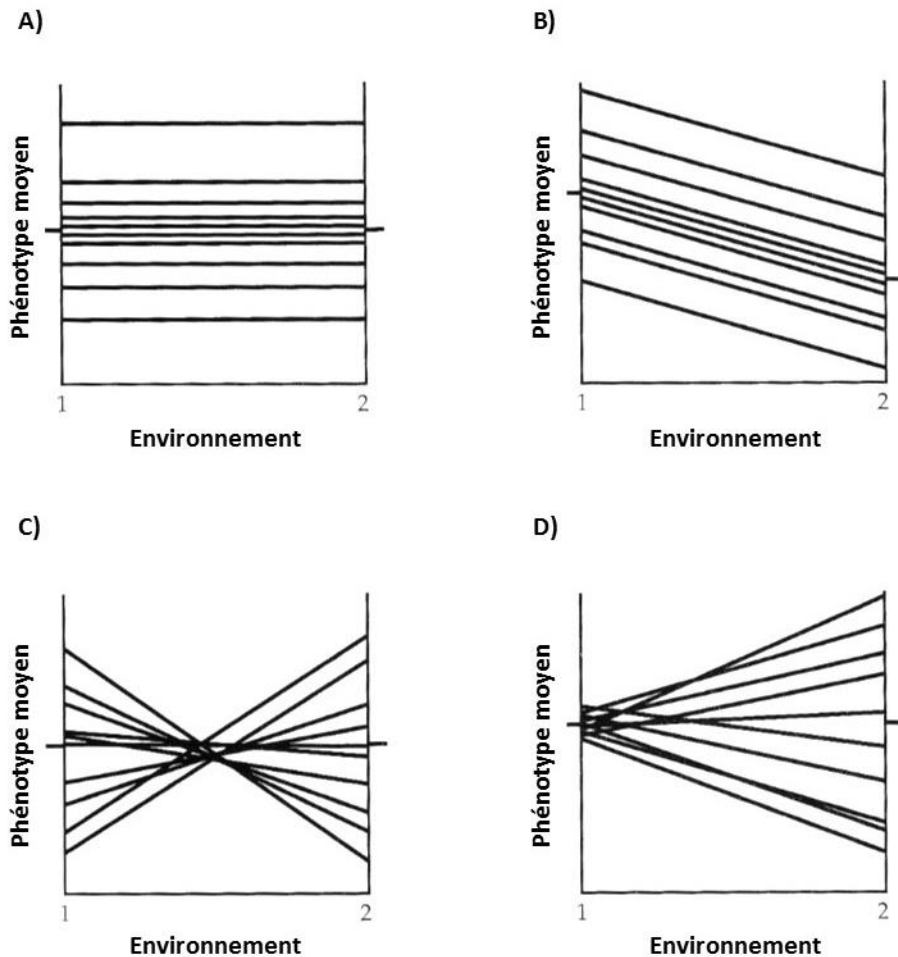 A)
Phénotype moyen
1 2
Environnement
B)
Phénotype moyen
1 2
Environnement
C)
Phénotype moyen
1 2
Environnement
D)
Phénotype moyen
1 2
Environnement